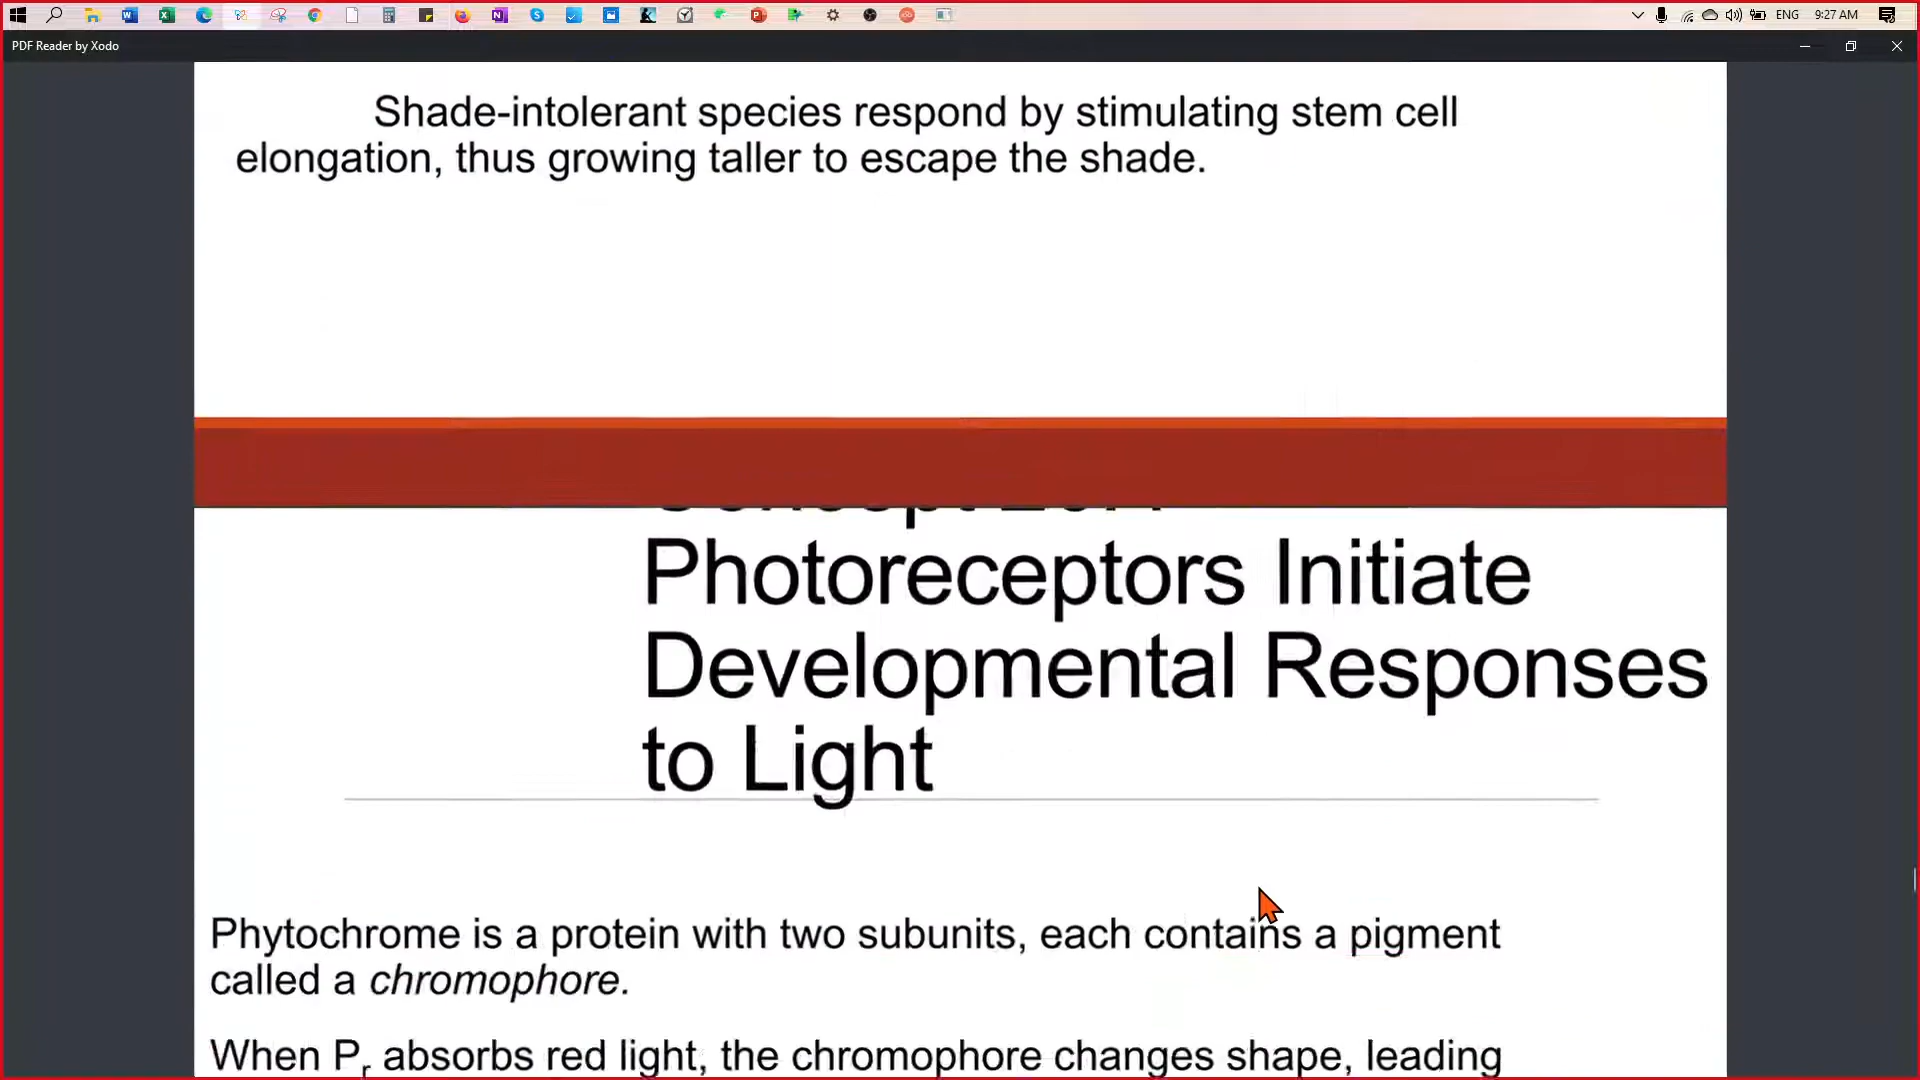 ENG
9:27 AM
PDF Reader by Xodo
Shade-intolerant species respond by stimulating stem cell
elongation, thus growing taller to escape the shade.
Photoreceptors Initiate
Developmental Responses
to Light
Phytochrome is a protein with two subunits, each contains a pigment
called a chromophore.
When Pr absorbs red light, the chromophore changes shape, leading